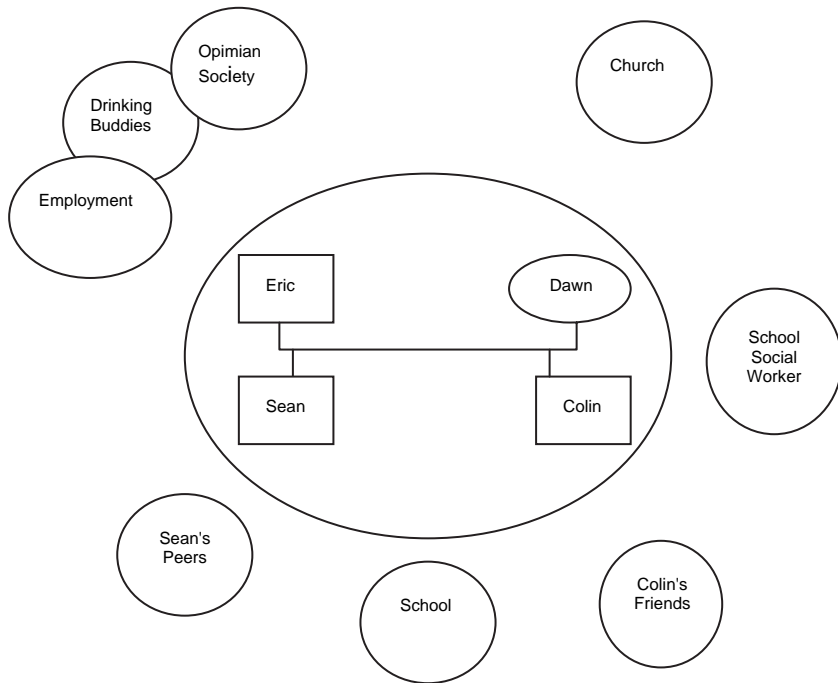 Opimian
Society
Church
Drinking
Buddies
Employment
Eric
Dawn
School
Social
Worker
Sean
Colin
Sean's
Peers
School
Colin's
Friends